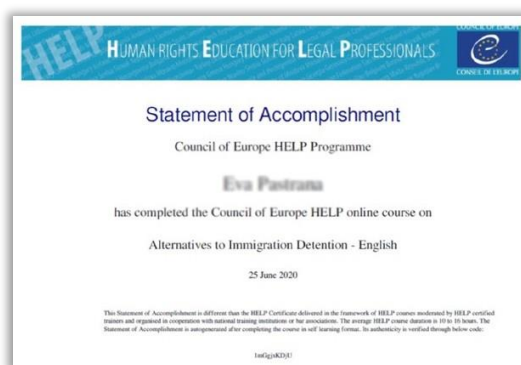 HELP
HUMAN RIGHTS EDUCATION FOR LEGAL PROFESSIONALS
COUNCIL OF EUROPE
CONSEIL DE L'EUROPE
Statement of Accomplishment
Council of Europe HELP Programme
has completed the Council of Europe HELP online course on
Alternatives to Immigration Detention - English
25 June 2020
This Statement of Accomplishment is different than the HELP Certificate delivered in the framework of HELP courses moderated by HELP certified
trainers and organised in cooperation with national training institutions or bar associations. The average HELP course duration is 10 to 16 hours. The
Statement of Accomplishment is autogenerated after completing the course in self learning format. Its authenticity is verified through below code: